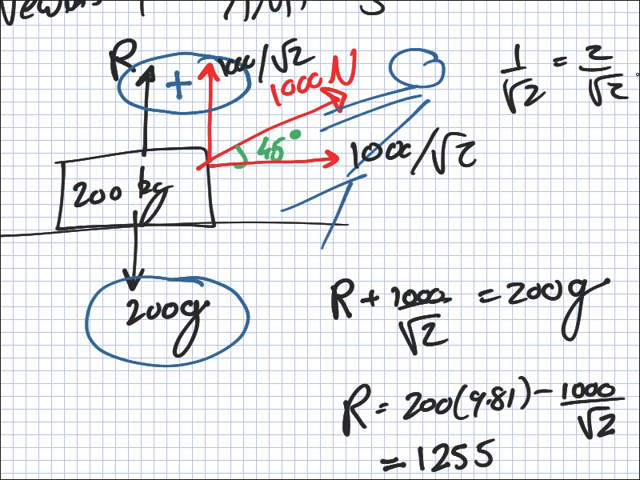 R + 1000/√2
1000N
1/√2 = 2/√2
45°
1000/√2
200 kg
200g
R + 1000/√2 = 200g
R = 200(9.81) - 1000/√2
= 1255